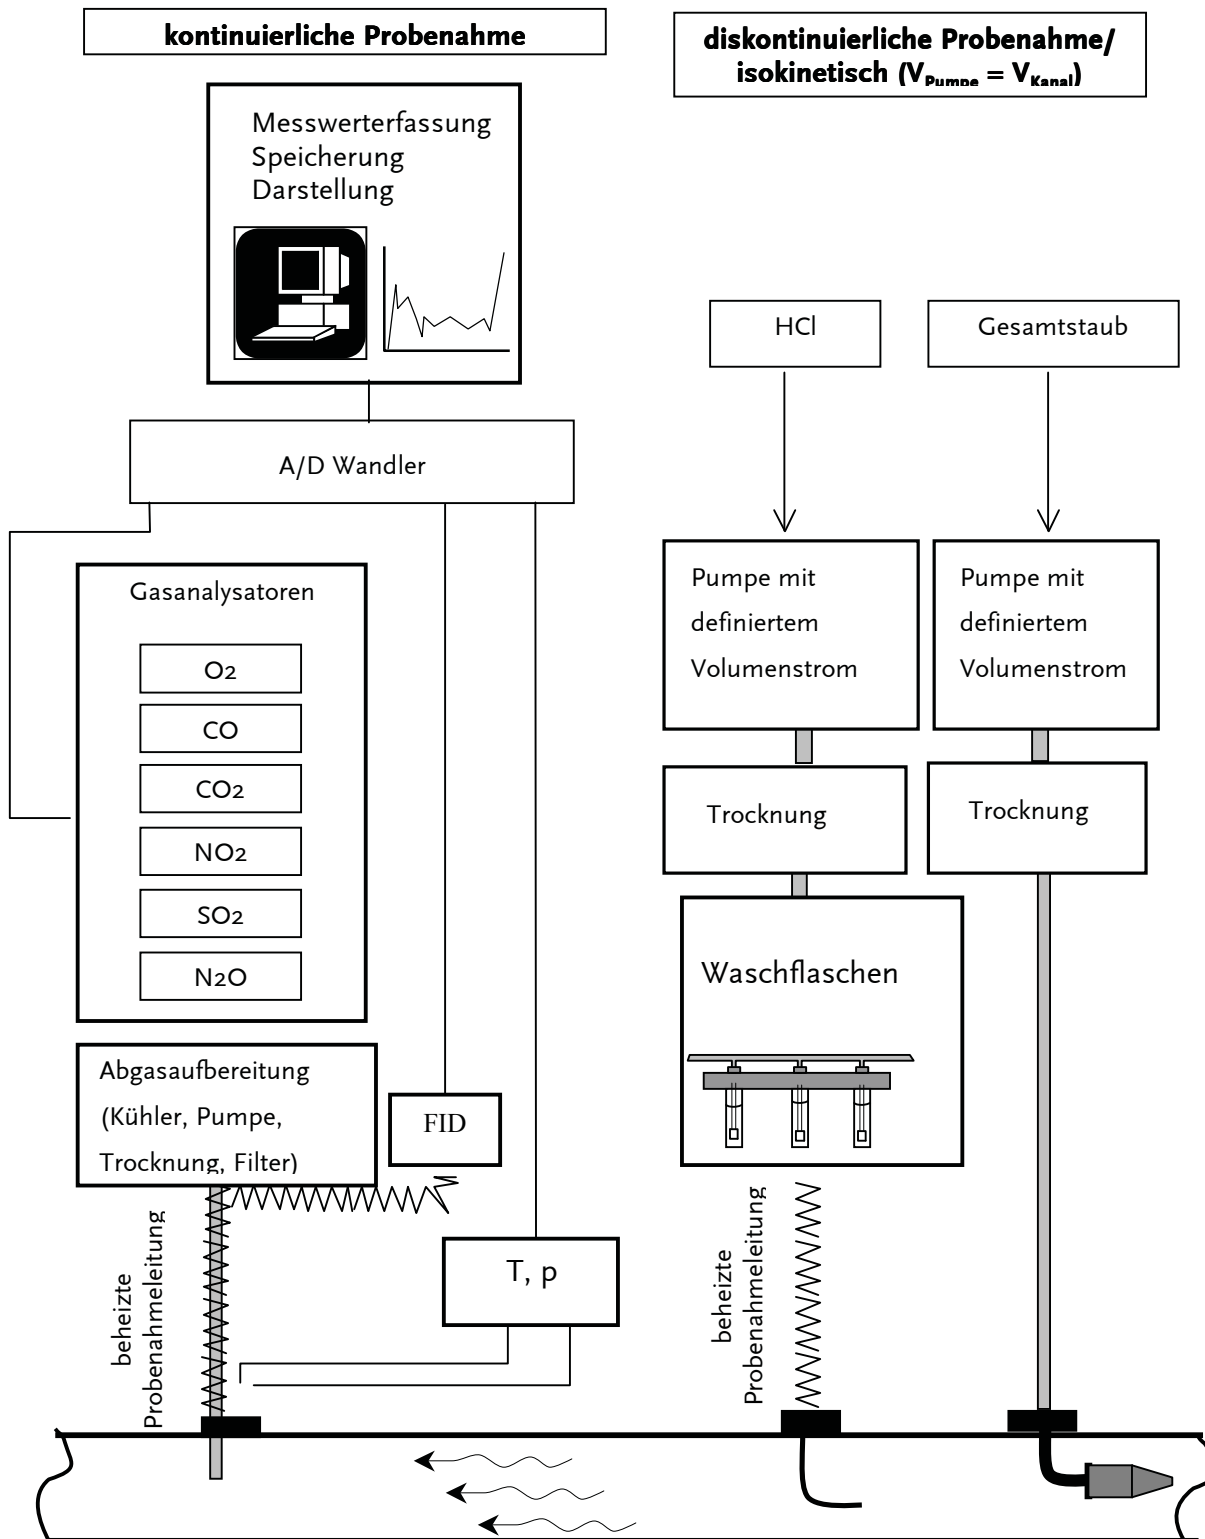 kontinuierliche Probenahme
diskontinuierliche Probenahme/
isokinetisch (V_Pumpe = V_Kanal)
Messwerterfassung
Speicherung
Darstellung
HCl
Gesamtstaub
A/D Wandler
Gasanalysatoren
O2
CO
CO2
NO2
SO2
N2O
Pumpe mit
definiertem
Volumenstrom
Pumpe mit
definiertem
Volumenstrom
Trocknung
Trocknung
Waschflaschen
Abgasaufbereitung
(Kühler, Pumpe,
Trocknung, Filter)
FID
T, p
beheizte
Probenahmeleitung
beheizte
Probenahmeleitung